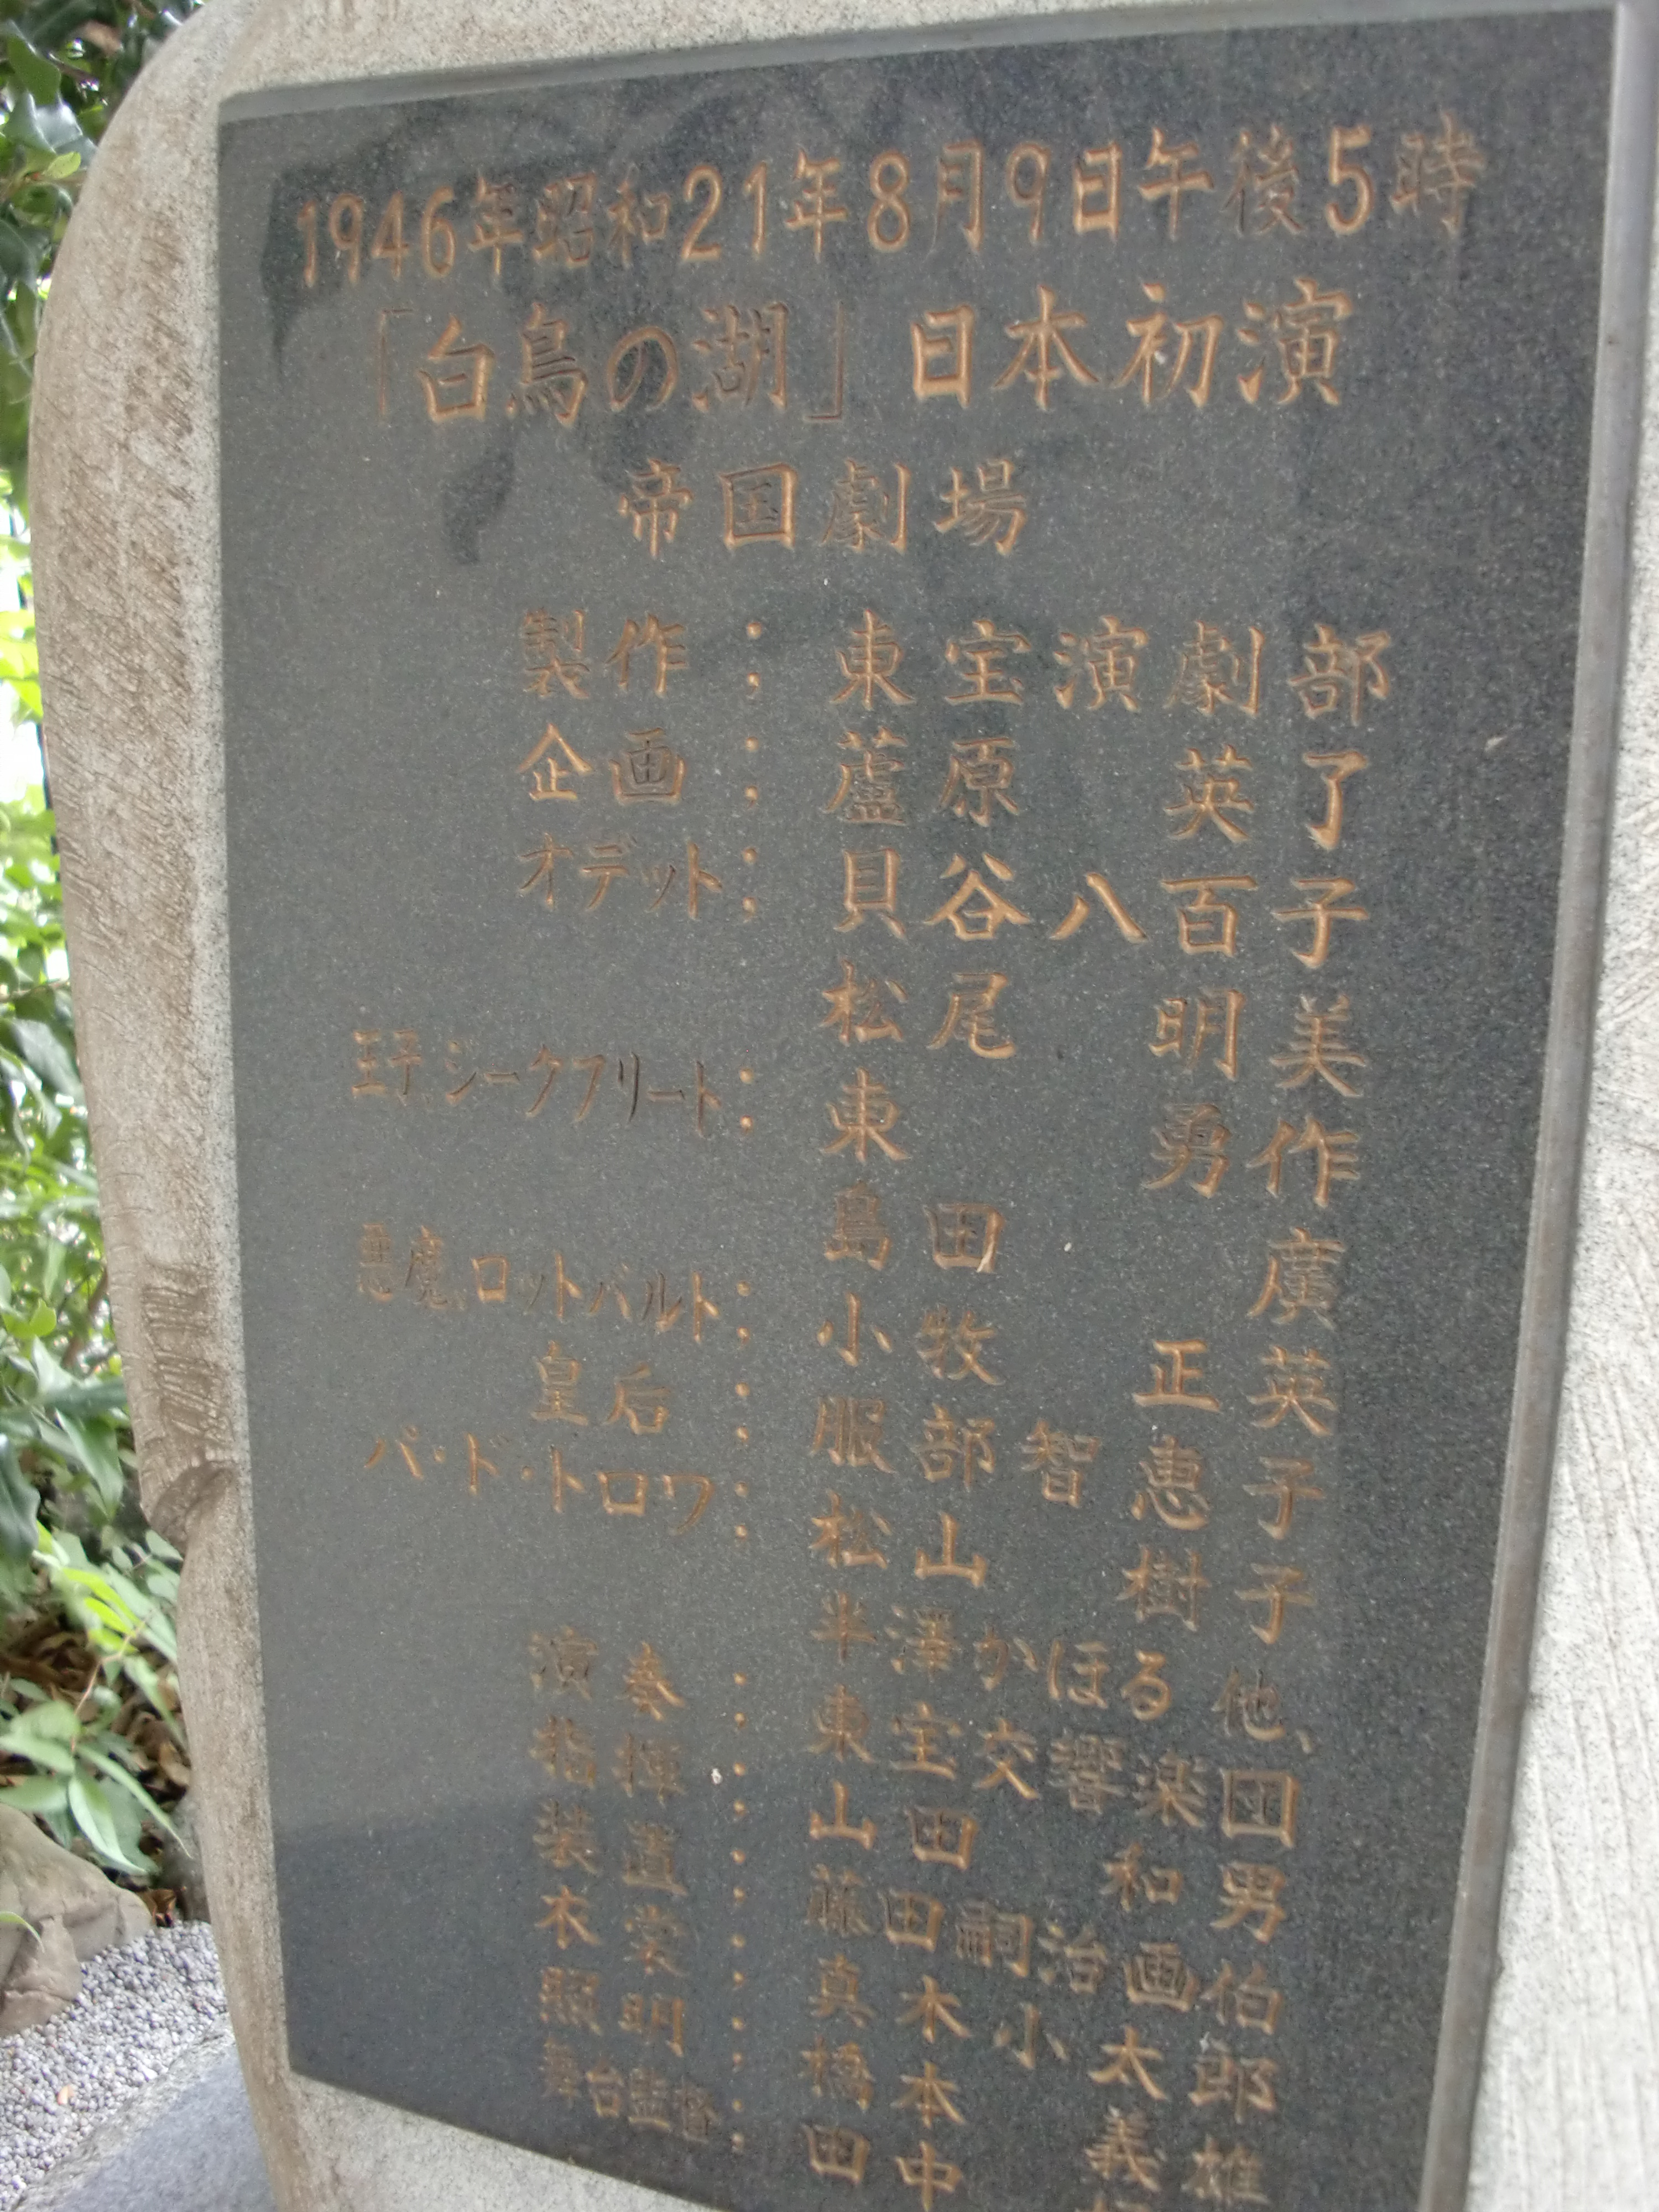 1946年昭和21年8月9日午後5時
「白鳥の湖」日本初演
帝国劇場
製作：東宝演劇部
企画：蘆原英了
オデット：貝谷八百子
松尾明美
王子、ジークフリート：東勇作
島田廣
悪魔、ロットバルト：小牧正英
皇后：服部智恵子
パ・ド・トロワ：松山樹子
半澤かほる他、
演奏：東宝交響楽団
指揮：山田和男
装置：藤田嗣治画伯
衣裳：真木小太郎
照明：橋本義雄
舞台監督：田中